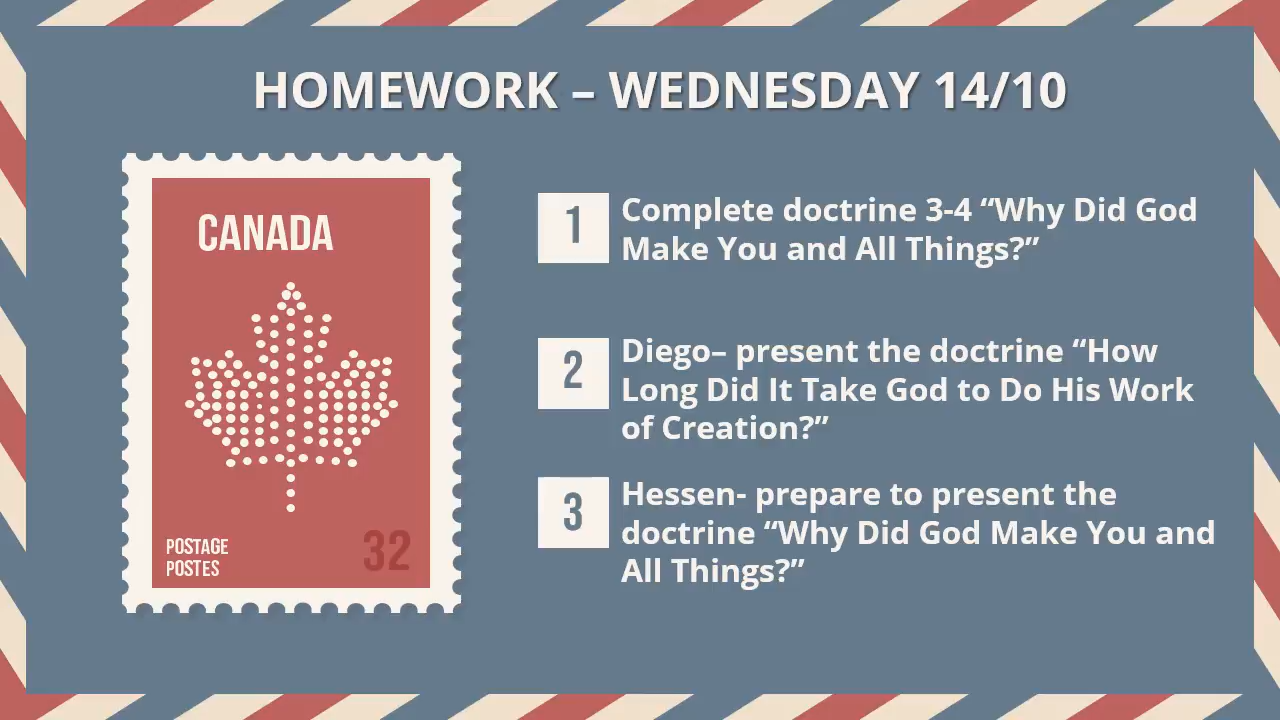 HOMEWORK – WEDNESDAY 14/10
CANADA
POSTAGE
POSTES
32
1
Complete doctrine 3-4 “Why Did God
Make You and All Things?”
2
Diego– present the doctrine “How
Long Did It Take God to Do His Work
of Creation?”
3
Hessen- prepare to present the
doctrine “Why Did God Make You and
All Things?”